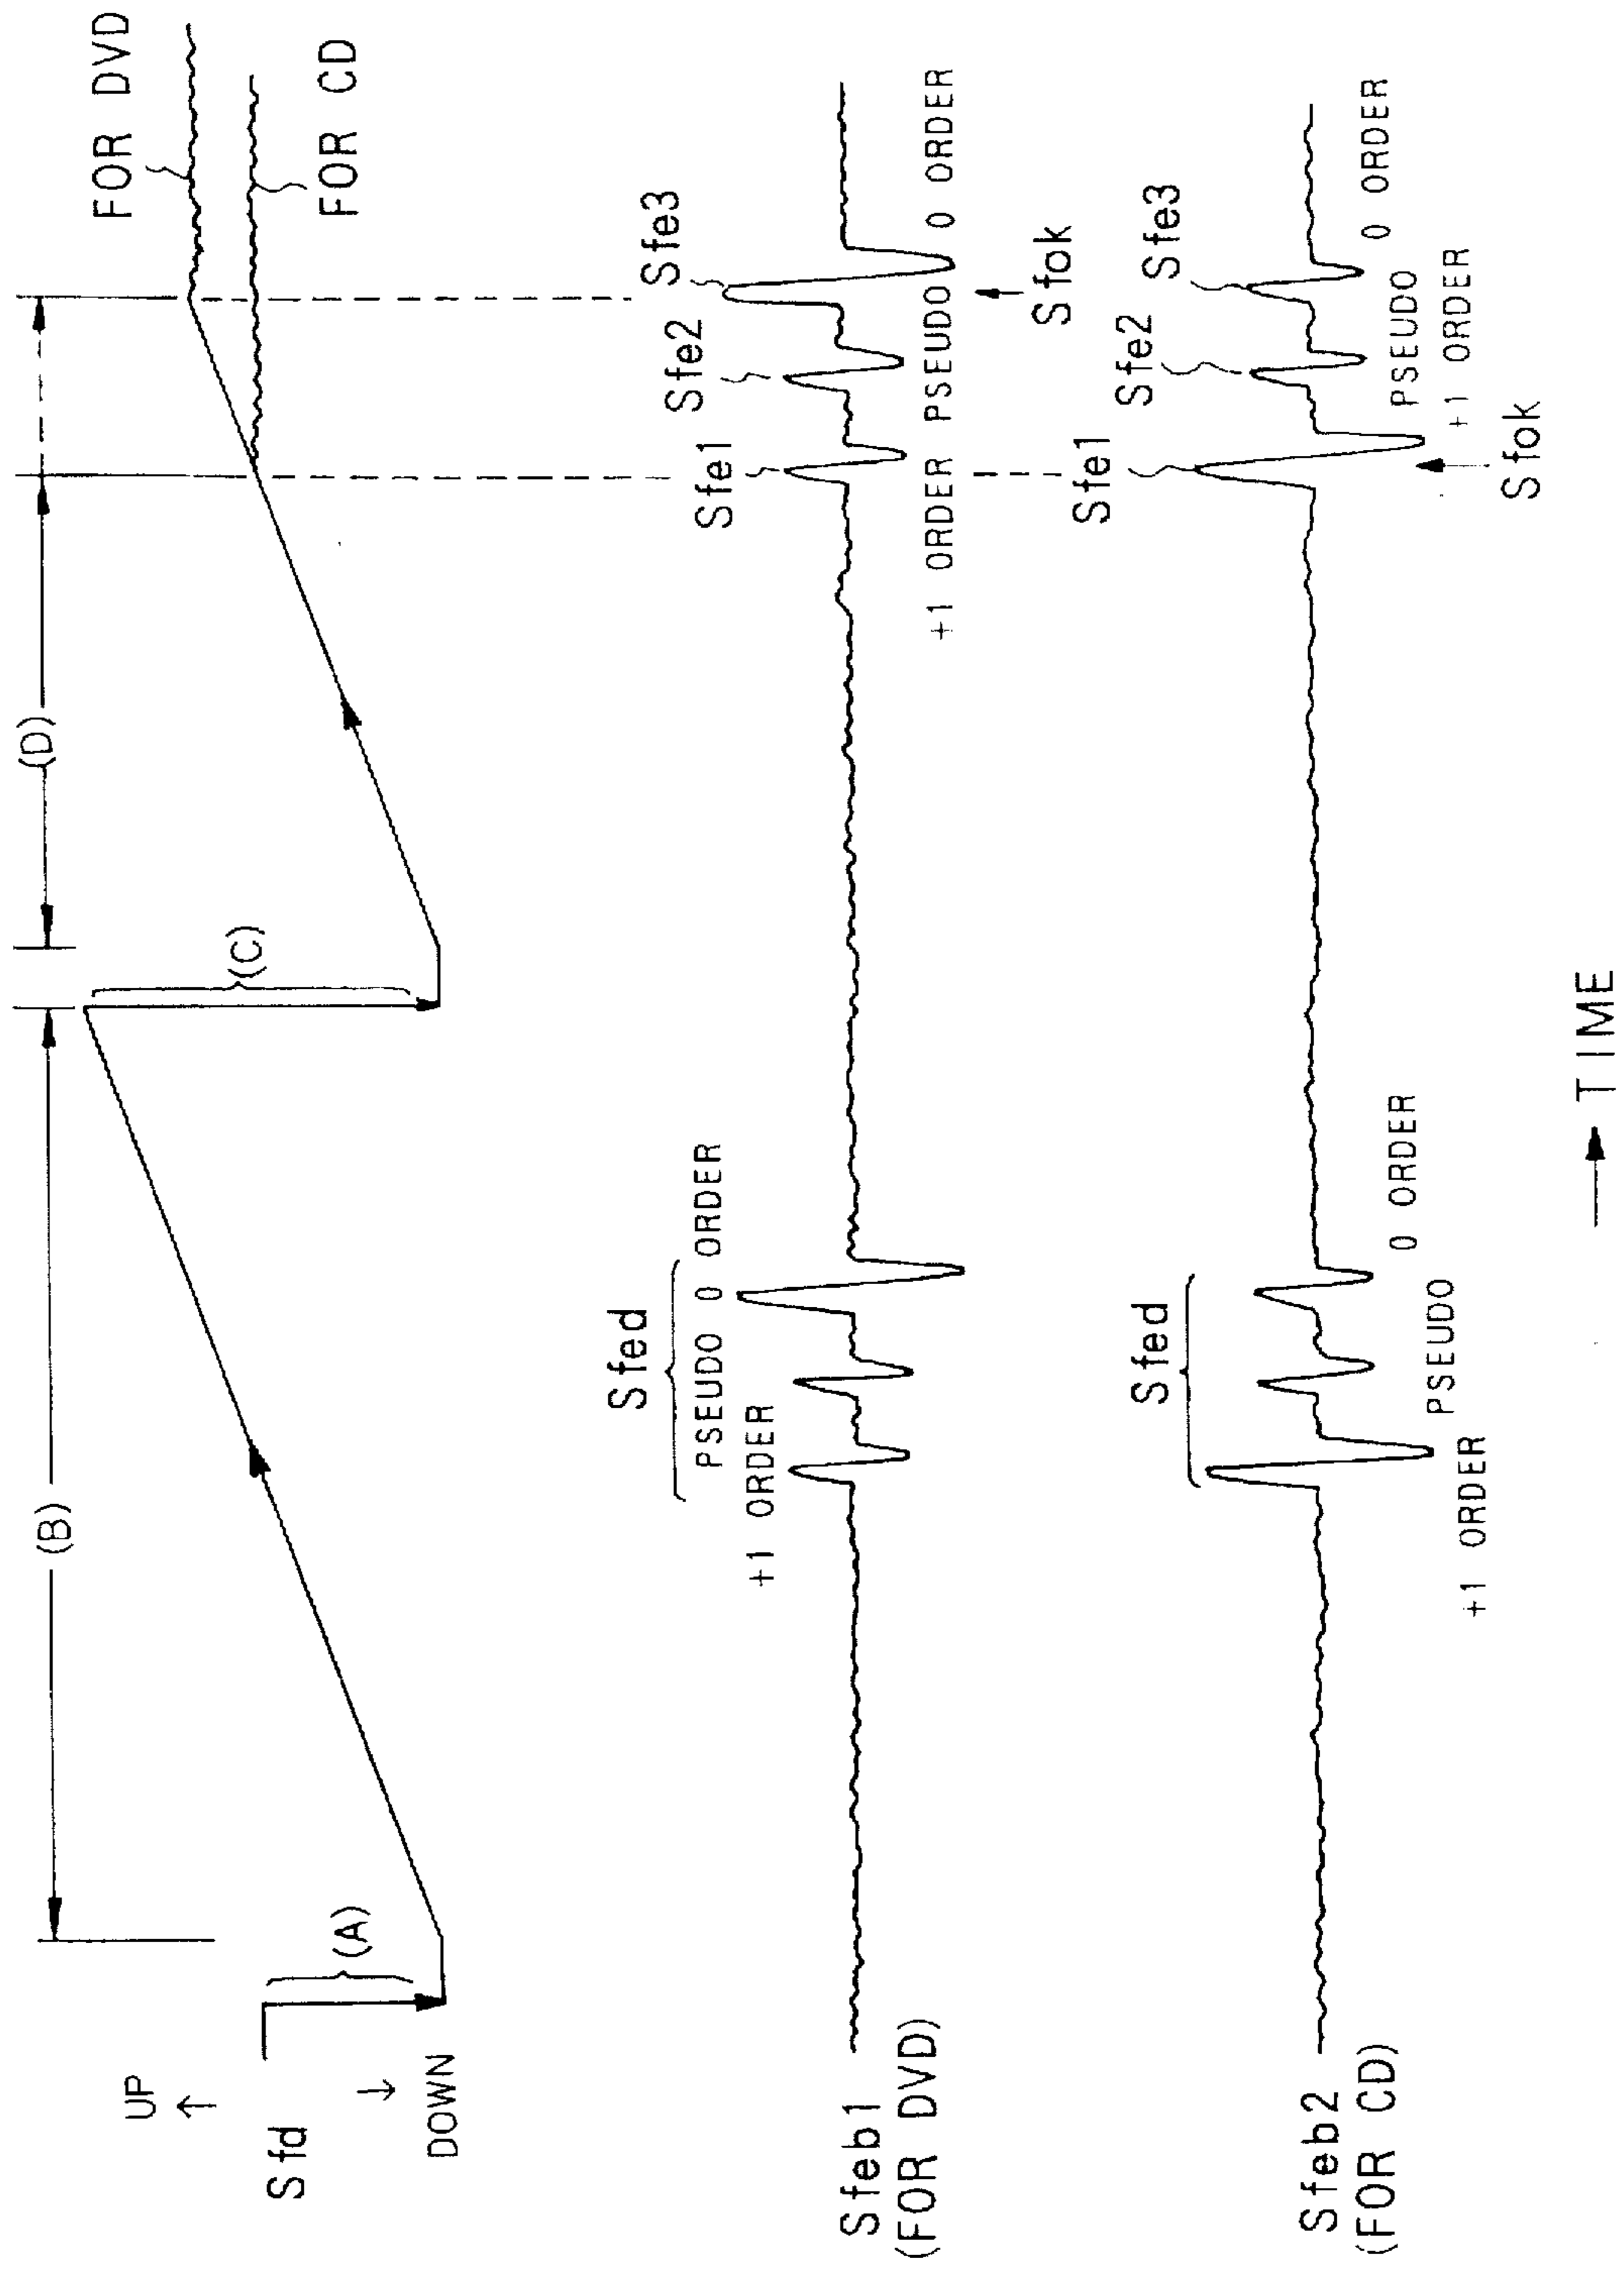 UP
↑
Sfd
↓
DOWN
(A)
(B)
(C)
(D)
FOR DVD
FOR CD
Sfeb1
(FOR DVD)
Sfed
PSEUDO 0 ORDER
+1 ORDER
Sfe1
Sfe2
Sfe3
+1 ORDER PSEUDO 0 ORDER
Sfok
Sfeb2
(FOR CD)
Sfed
0 ORDER
PSEUDO
+1 ORDER
Sfe1
Sfe2
Sfe3
0 ORDER
PSEUDO
+1 ORDER
Sfok
→ TIME